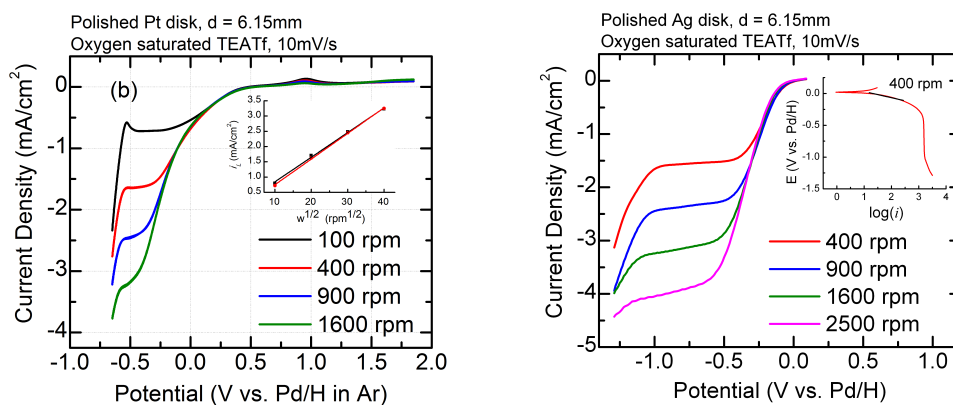 Polished Pt disk, d = 6.15mm
Oxygen saturated TEATf, 10mV/s
(b)
Current Density (mA/cm²)
0
-1
-2
-3
-4
-1.0 -0.5 0.0 0.5 1.0 1.5 2.0
Potential (V vs. Pd/H in Ar)
I_L (mA/cm²)
3.5
3.0
2.5
2.0
1.5
1.0
0.5
10 20 30 40
w^1/2 (rpm^1/2)
100 rpm
400 rpm
900 rpm
1600 rpm
Polished Ag disk, d = 6.15mm
Oxygen saturated TEATf, 10mV/s
Current Density (mA/cm²)
0
-1
-2
-3
-4
-5
-1.0 -0.5 0.0 0.5 1.0
Potential (V vs. Pd/H)
400 rpm
E (V vs. Pd/H)
0.0
-0.5
-1.0
-1.5
0 1 2 3 4
log(i)
400 rpm
900 rpm
1600 rpm
2500 rpm